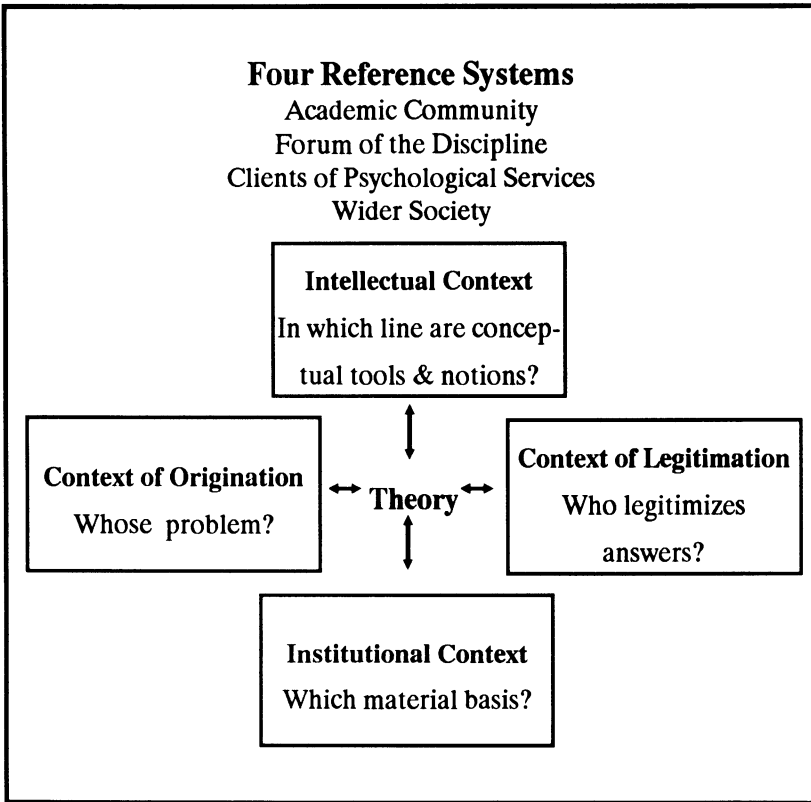 Four Reference Systems
Academic Community
Forum of the Discipline
Clients of Psychological Services
Wider Society
Intellectual Context
In which line are concep-
tual tools & notions?
Context of Origination
Whose problem?
Theory
Context of Legitimation
Who legitimizes
answers?
Institutional Context
Which material basis?